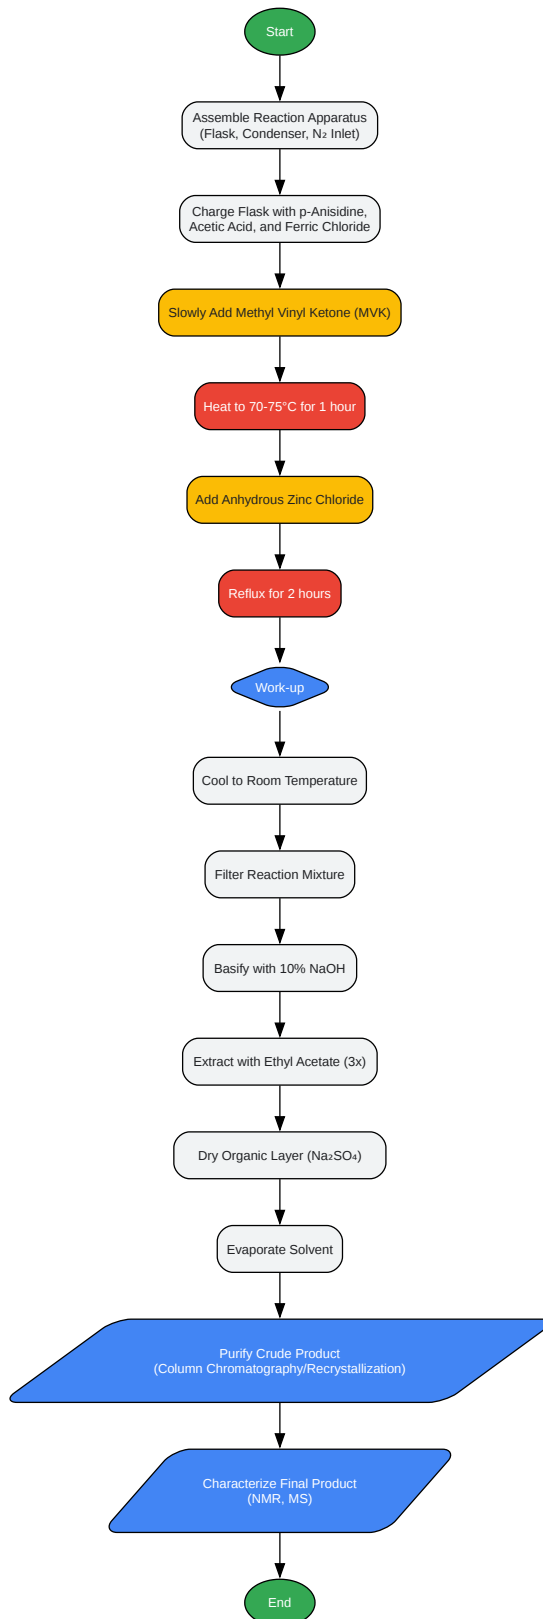 Start
Assemble Reaction Apparatus
(Flask, Condenser, N₂ Inlet)
Charge Flask with p-Anisidine,
Acetic Acid, and Ferric Chloride
Slowly Add Methyl Vinyl Ketone (MVK)
Heat to 70-75°C for 1 hour
Add Anhydrous Zinc Chloride
Reflux for 2 hours
Work-up
Cool to Room Temperature
Filter Reaction Mixture
Basify with 10% NaOH
Extract with Ethyl Acetate (3x)
Dry Organic Layer (Na₂SO₄)
Evaporate Solvent
Purify Crude Product
(Column Chromatography/Recrystallization)
Characterize Final Product
(NMR, MS)
End